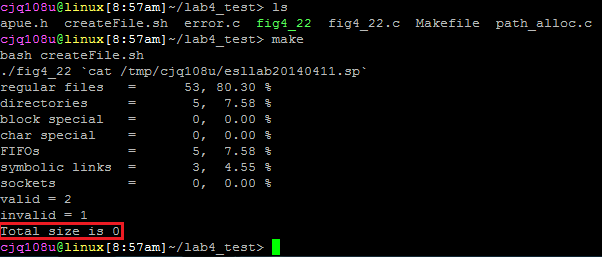 cjq108u@linux[8:57am]~/lab4_test> ls
apue.h  createFile.sh  error.c  fig4_22  fig4_22.c  Makefile  path_alloc.c
cjq108u@linux[8:57am]~/lab4_test> make
bash createFile.sh
./fig4_22 `cat /tmp/cjq108u/esllab20140411.sp`
regular files   =      53, 80.30 %
directories     =       5,  7.58 %
block special   =       0,  0.00 %
char special    =       0,  0.00 %
FIFOs           =       5,  7.58 %
symbolic links  =       3,  4.55 %
sockets         =       0,  0.00 %
valid = 2
invalid = 1
Total size is 0
cjq108u@linux[8:57am]~/lab4_test>